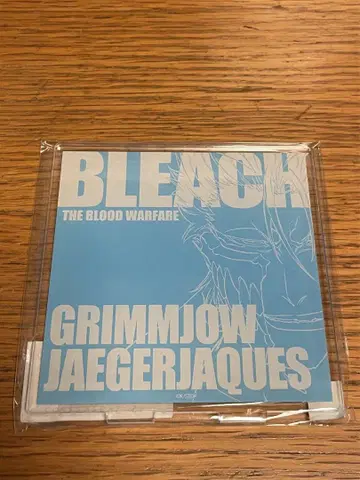 BLEACH
THE BLOOD WARFARE
GRIMMJOW
JAEGERJAQUES